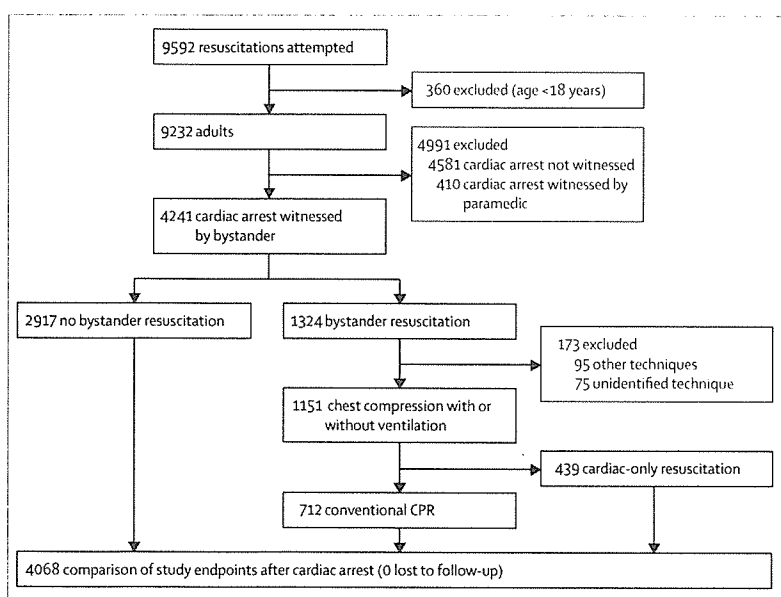 9592 resuscitations attempted
360 excluded (age <18 years)
9232 adults
4991 excluded
4581 cardiac arrest not witnessed
410 cardiac arrest witnessed by
paramedic
4241 cardiac arrest witnessed
by bystander
2917 no bystander resuscitation
1324 bystander resuscitation
173 excluded
95 other techniques
75 unidentified technique
1151 chest compression with or
without ventilation
439 cardiac-only resuscitation
712 conventional CPR
4068 comparison of study endpoints after cardiac arrest (0 lost to follow-up)